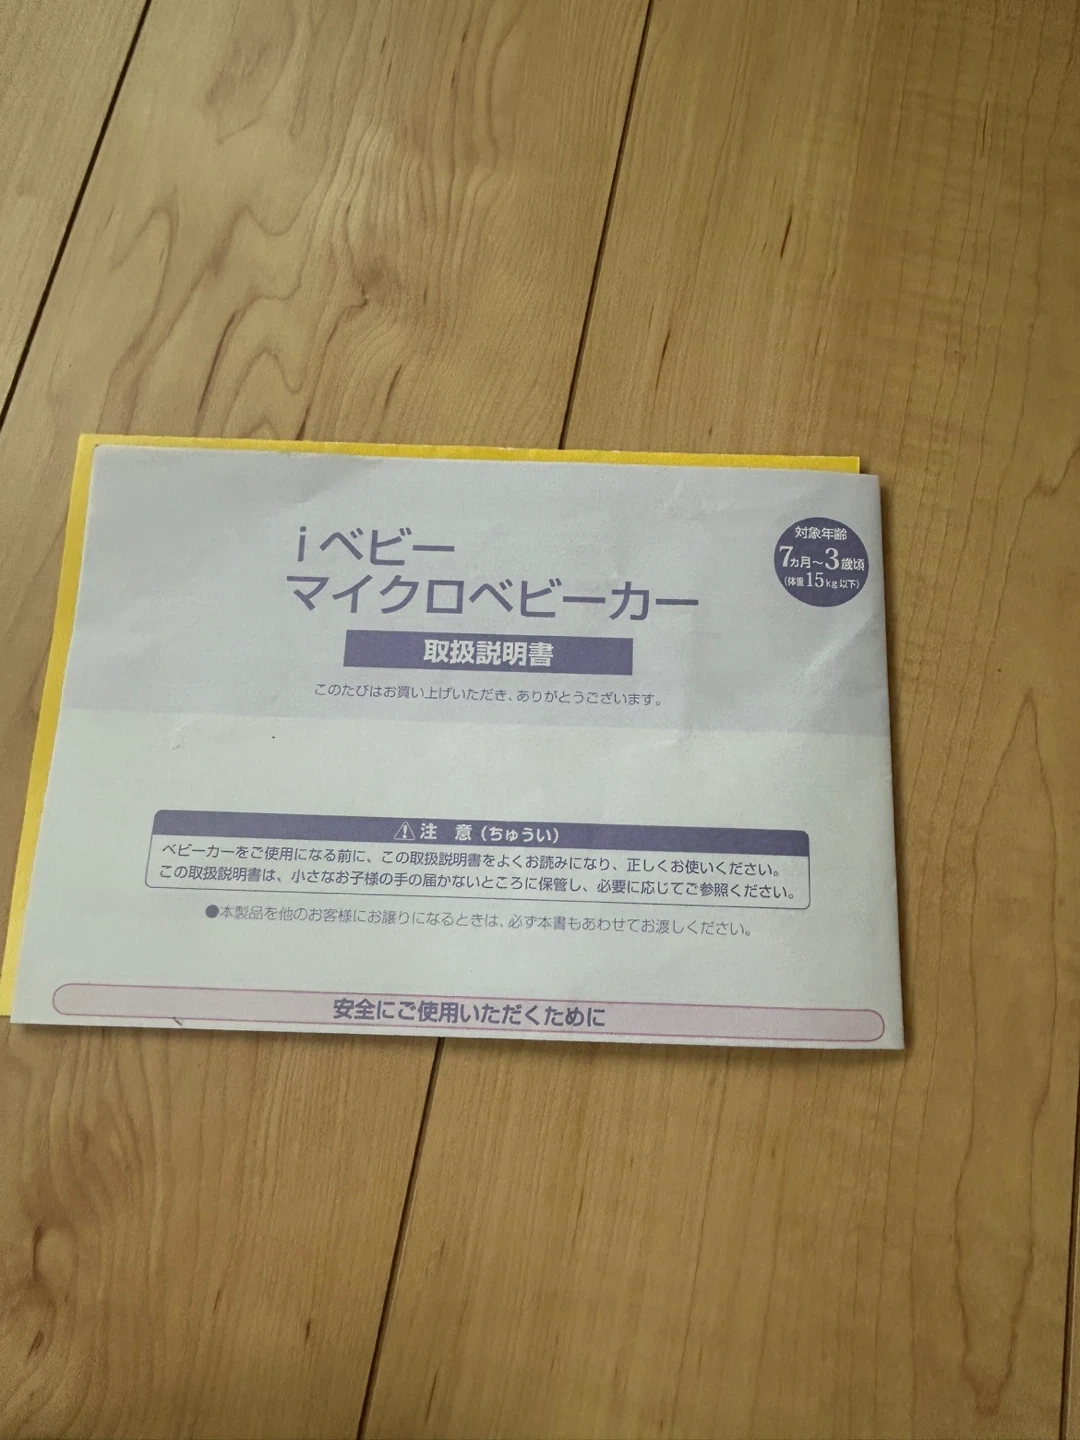 iベビー
マイクロベビーカー
取扱説明書
このたびはお買い上げいただき、ありがとうございます。
対象年齢
7ヵ月～3歳頃
(体重15kg以下)
注 意(ちゅうい)
ベビーカーをご使用になる前に、この取扱説明書をよくお読みになり、正しくお使いください。
この取扱説明書は、小さなお子様の手の届かないところに保管し、必要に応じてご参照ください。
●本製品を他のお客様にお譲りになるときは、必ず本書もあわせてお渡しください。
安全にご使用いただくために